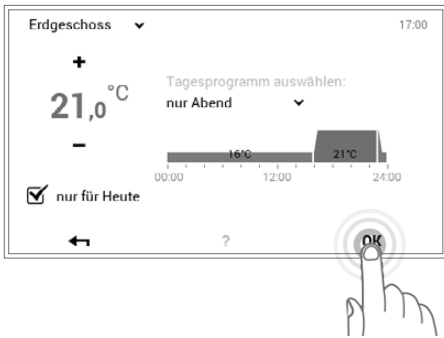 Erdgeschoss 17:00
+
21,0°C
Tagesprogramm auswählen:
nur Abend
−
16°C 21°C
00:00 12:00 24:00
nur für Heute
? OK